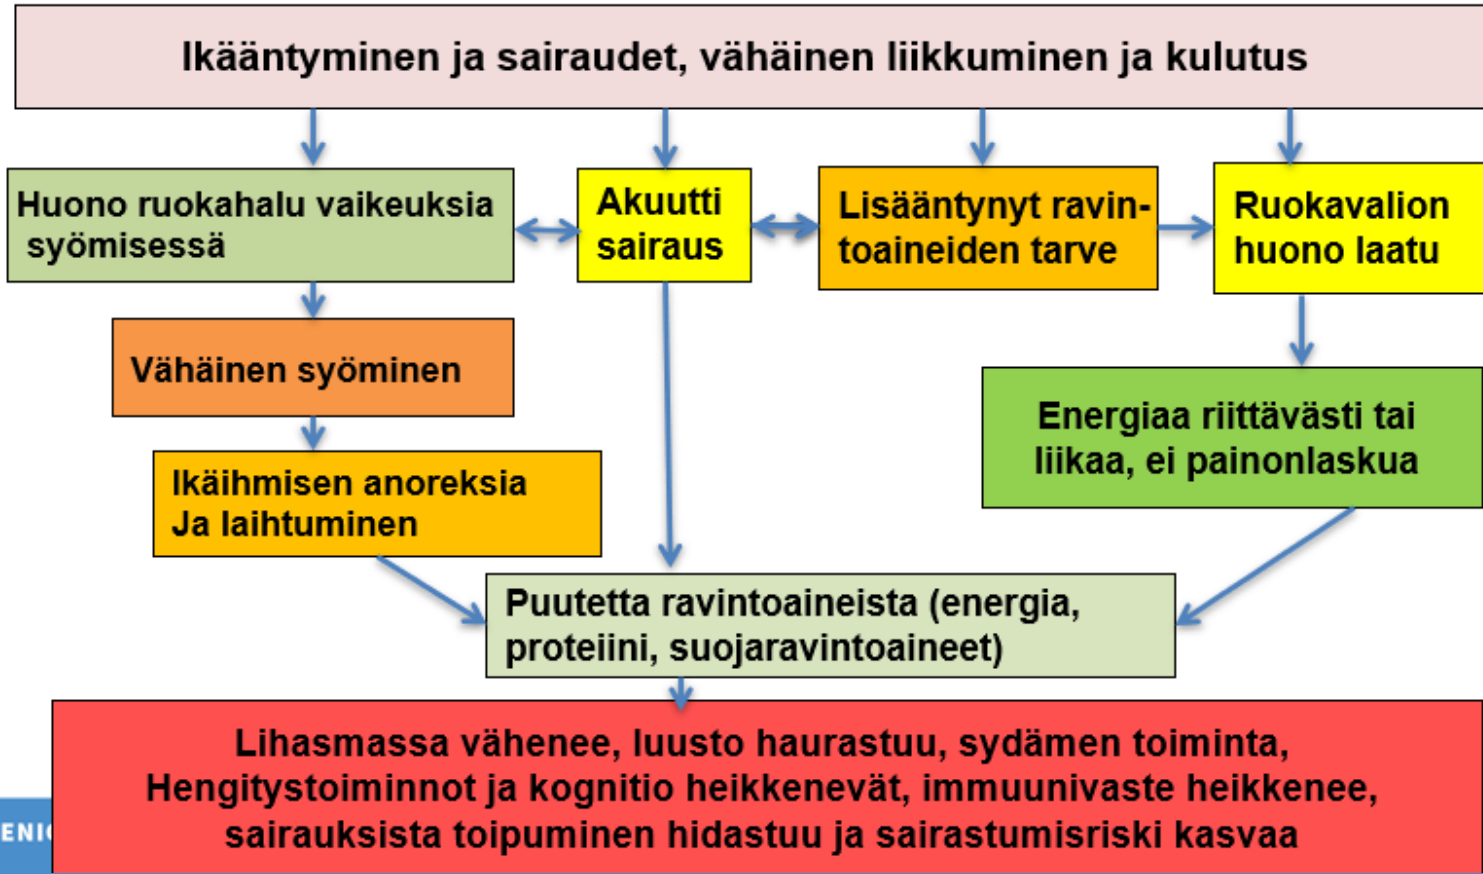 Ikääntyminen ja sairaudet, vähäinen liikkuminen ja kulutus
Huono ruokahalu vaikeuksia
syömisessä
Akuutti
sairaus
Lisääntynyt ravin-
toaineiden tarve
Ruokavalion
huono laatu
Vähäinen syöminen
Energiaa riittävästi tai
liikaa, ei painonlaskua
Ikäihmisen anoreksia
Ja laihtuminen
Puutetta ravintoaineista (energia,
proteiini, suojaravintoaineet)
Lihasmassa vähenee, luusto haurastuu, sydämen toiminta,
Hengitystoiminnot ja kognitio heikkenevät, immuunivaste heikkenee,
sairauksista toipuminen hidastuu ja sairastumisriski kasvaa